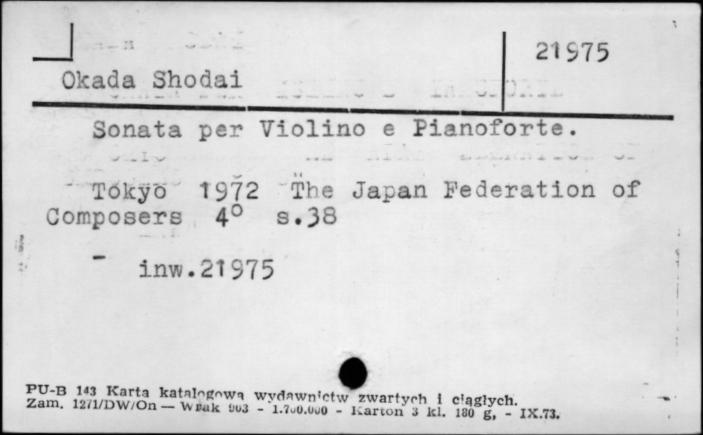 21975
Okada Shodai
Sonata per Violino e Pianoforte.
Tokyo 1972 The Japan Federation of
Composers 4° s.38
- inw.21975
PU-B 143 Karta katalogowa wydawnictw zwartych i ciągłych.
Zam. 1271/DW/On — WZak 903 - 1.700.000 - Karton 3 kl. 180 g, - IX.73.